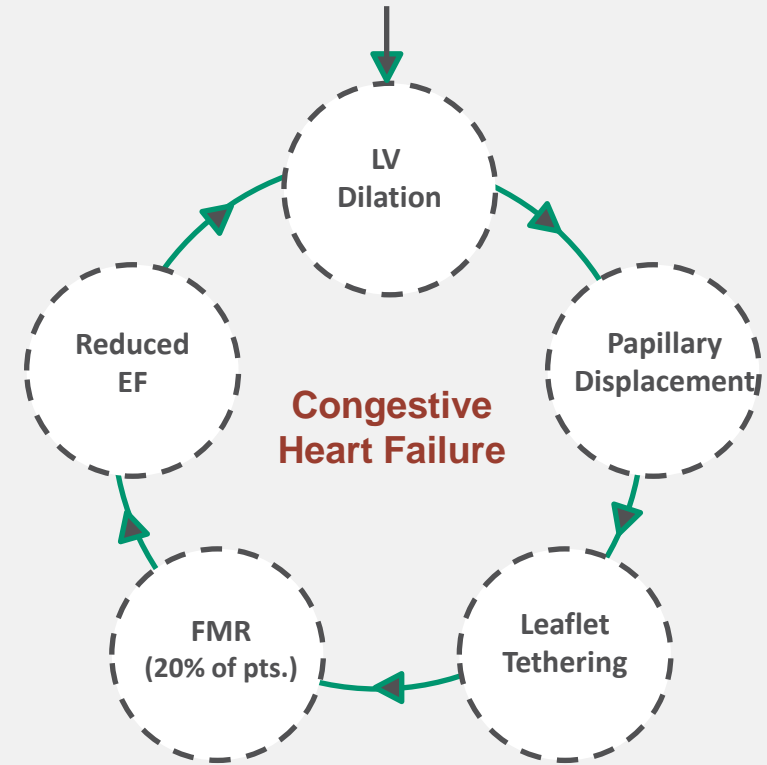 LV
Dilation
Papillary
Displacement
Leaflet
Tethering
FMR
(20% of pts.)
Reduced
EF
Congestive
Heart Failure